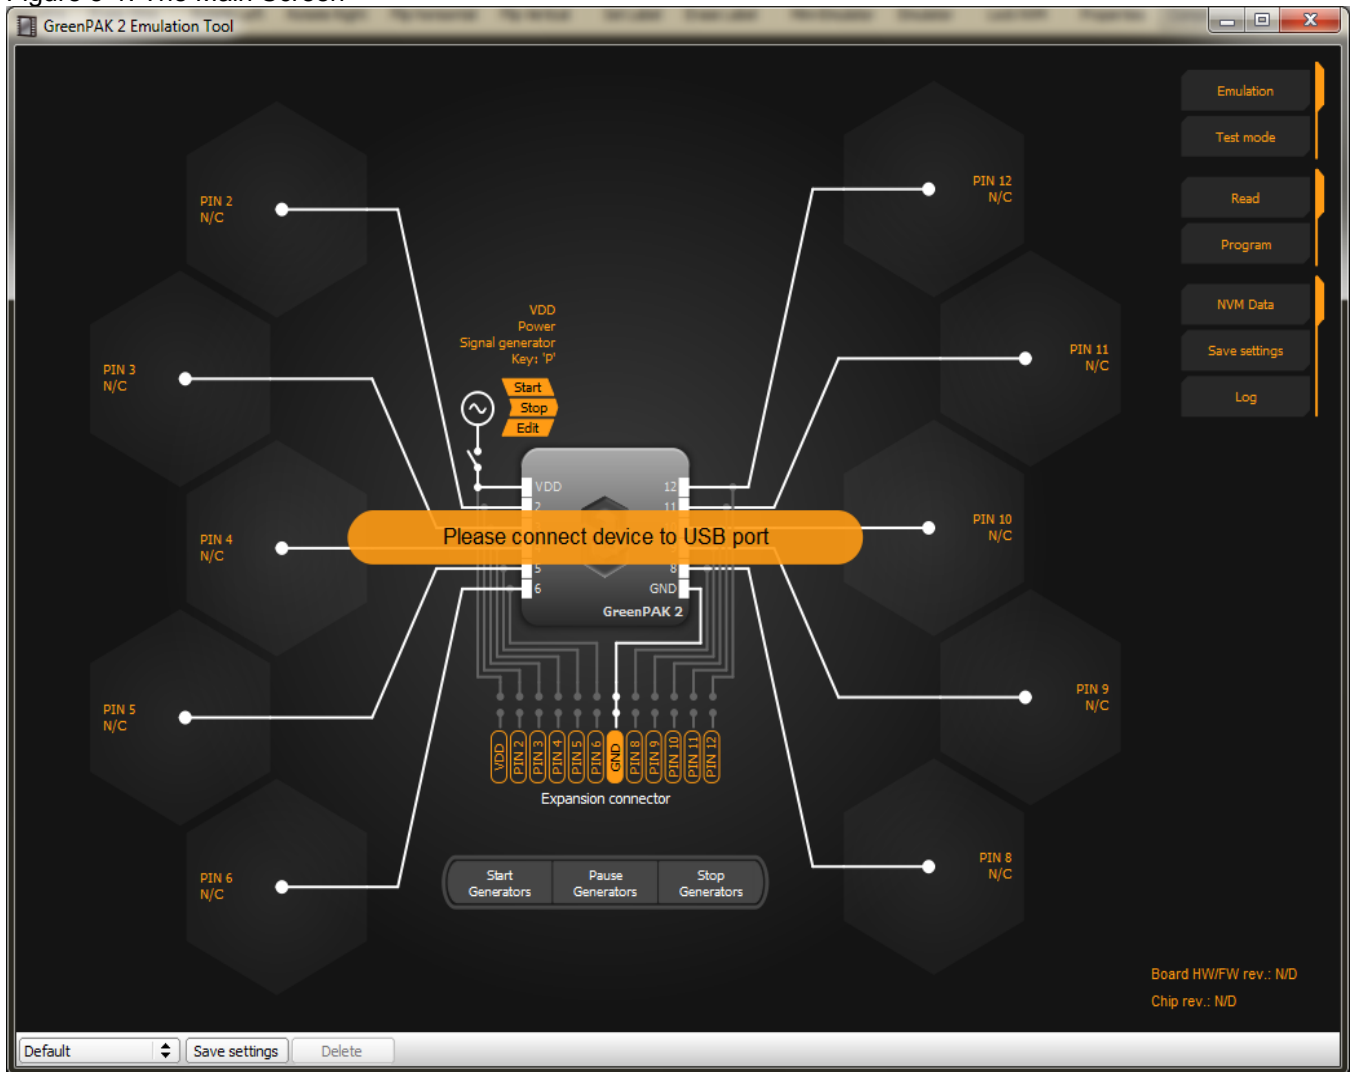 GreenPAK 2 Emulation Tool
Emulation
Test mode
Read
Program
NVM Data
Save settings
Log
PIN 2
N/C
PIN 3
N/C
PIN 4
N/C
PIN 5
N/C
PIN 6
N/C
VDD
Power
Signal generator
Key: 'P'
Start
Stop
Edit
VDD
2
5
6
12
11
8
GND
GreenPAK 2
Please connect device to USB port
PIN 12
N/C
PIN 11
N/C
PIN 10
N/C
PIN 9
N/C
PIN 8
N/C
VDD
PIN 2
PIN 3
PIN 4
PIN 5
PIN 6
GND
PIN 8
PIN 9
PIN 10
PIN 11
PIN 12
Expansion connector
Start
Generators
Pause
Generators
Stop
Generators
Board HW/FW rev.: N/D
Chip rev.: N/D
Default
Save settings
Delete